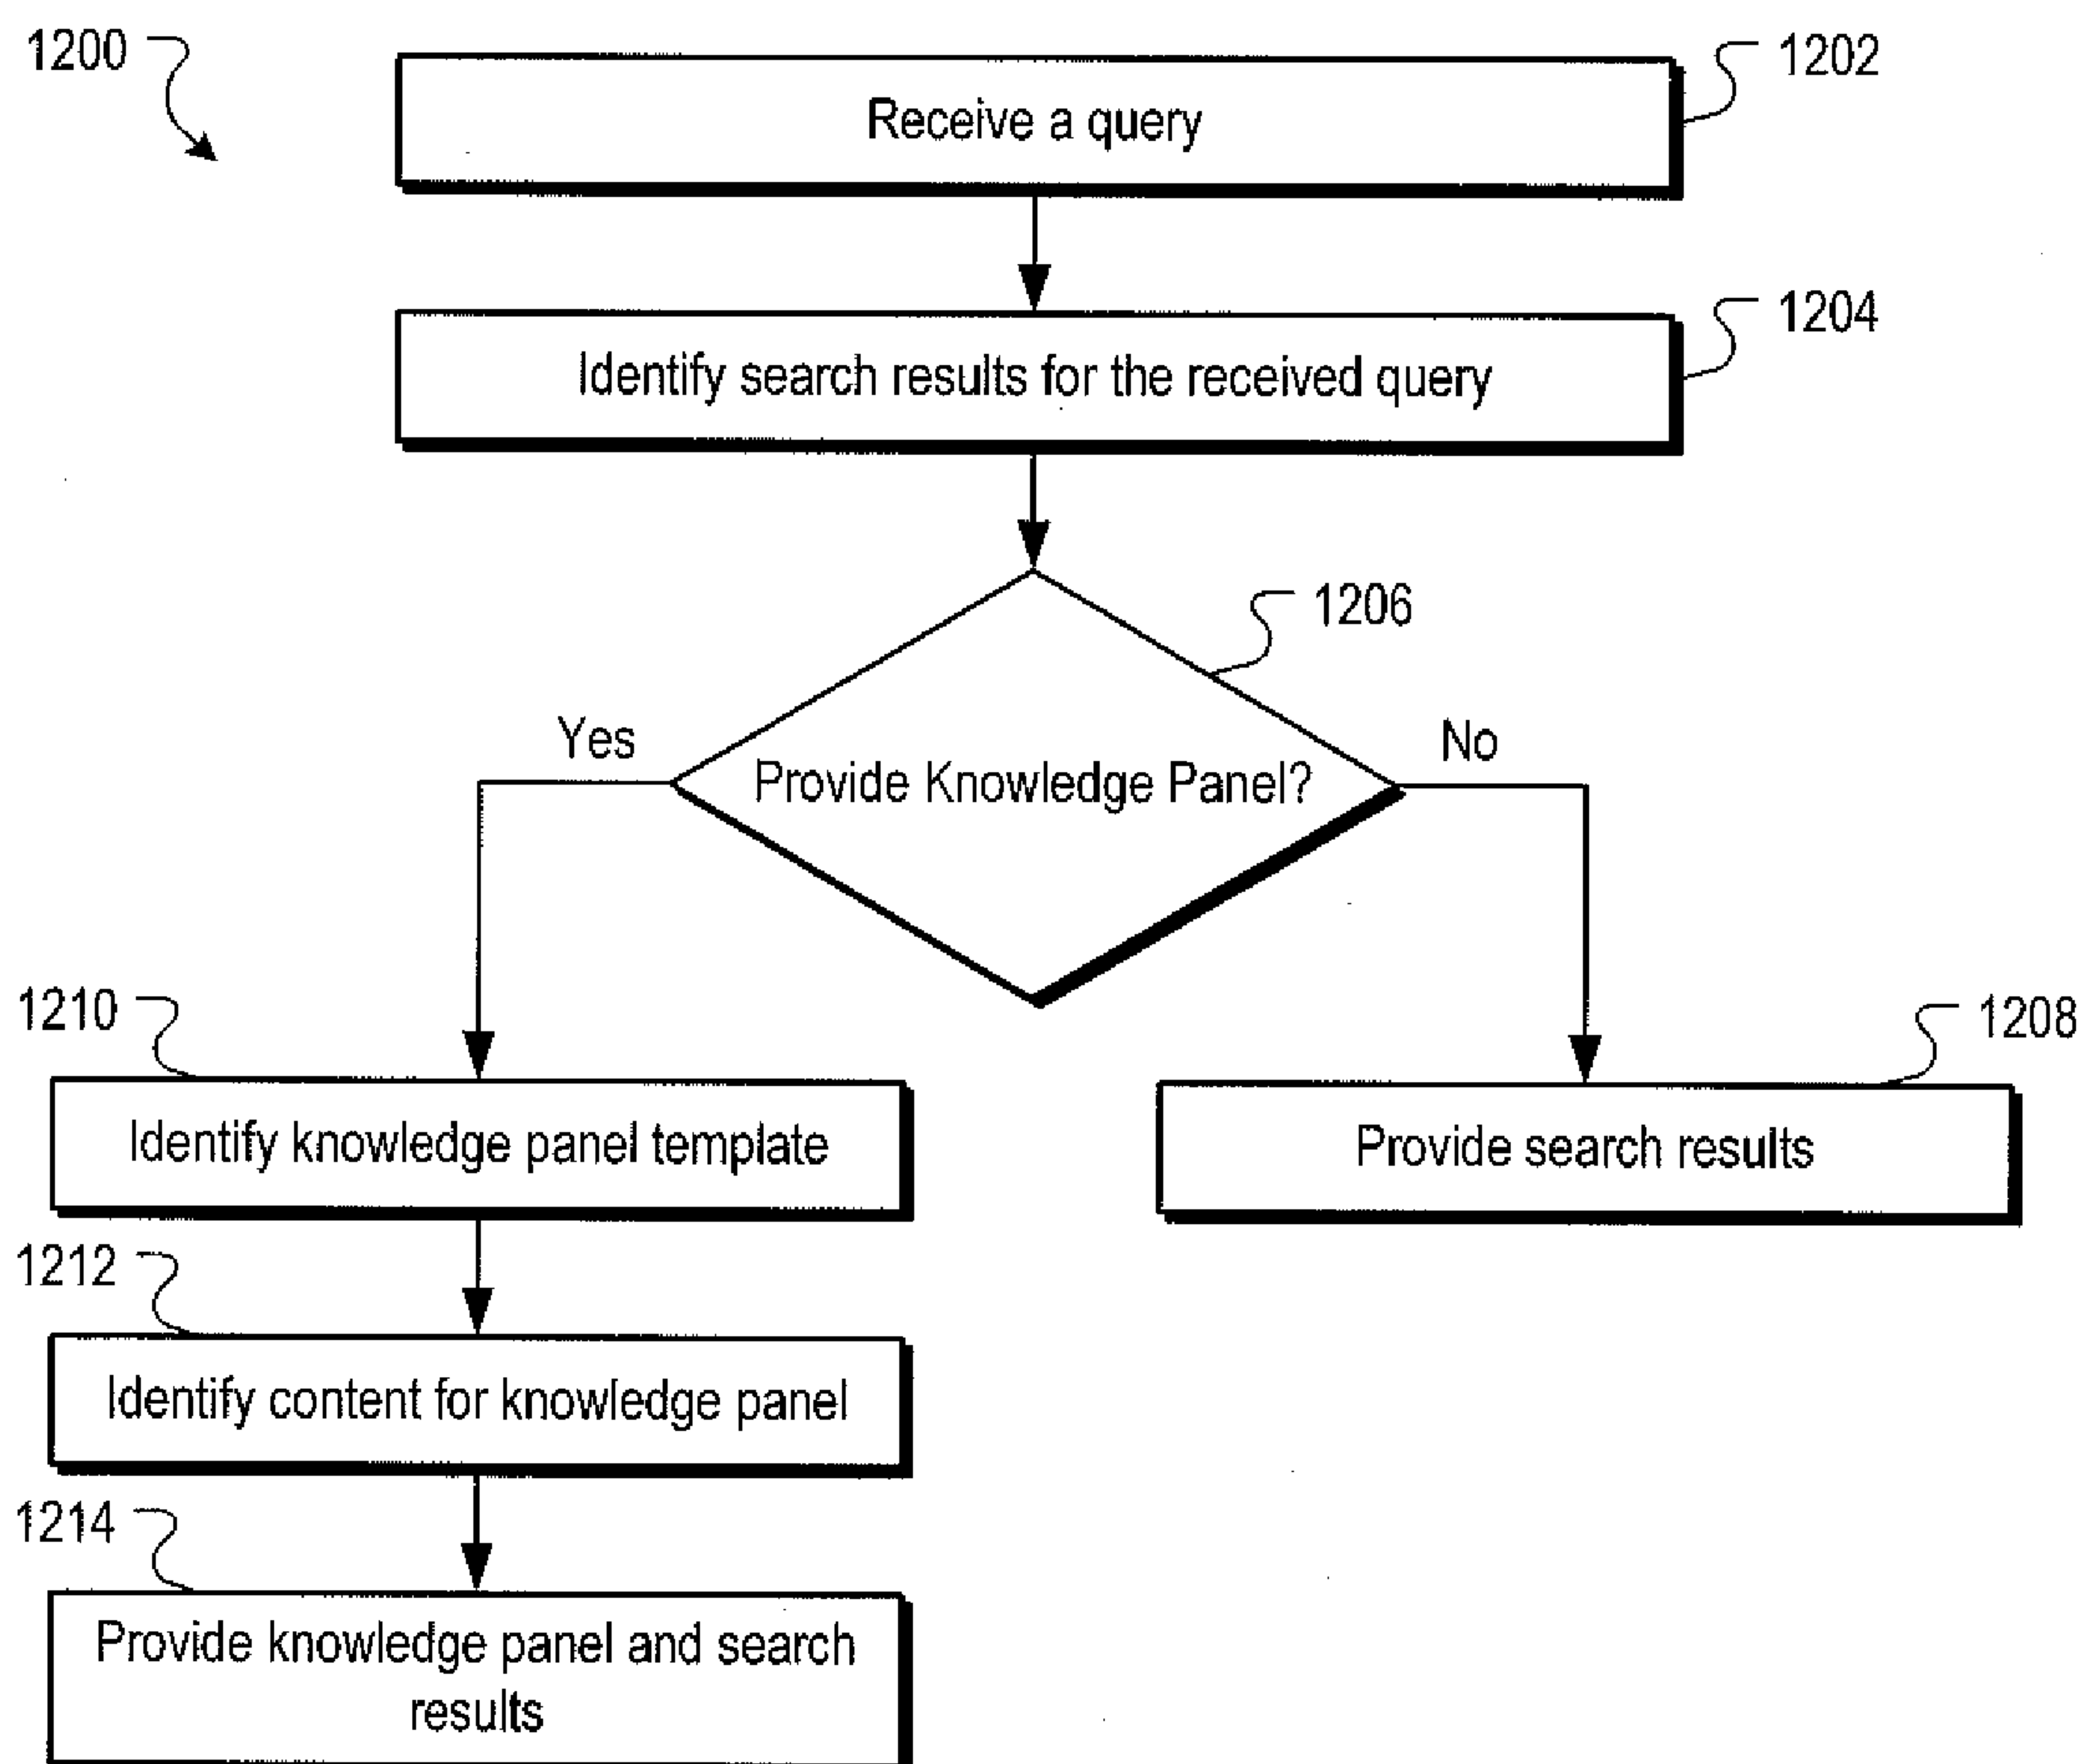 1200
1202
Receive a query
1204
Identify search results for the received query
1206
Yes
No
Provide Knowledge Panel?
1210
1208
Identify knowledge panel template
Provide search results
1212
Identify content for knowledge panel
1214
Provide knowledge panel and search
results